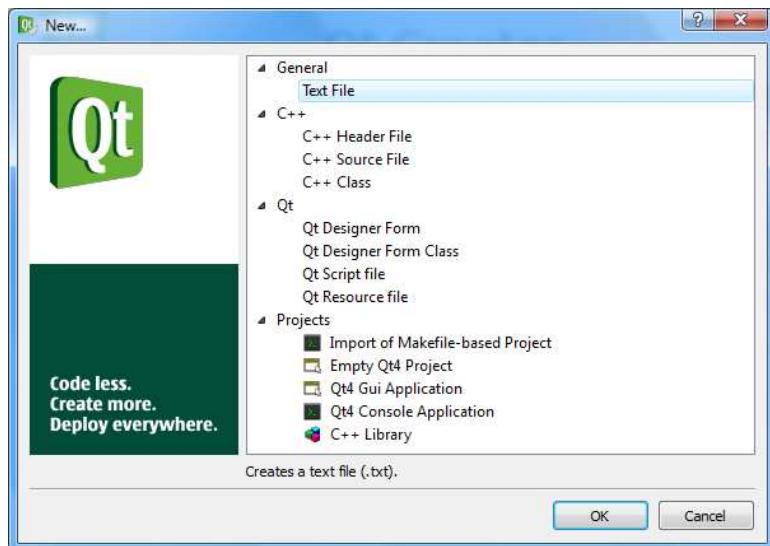 New...
?
Qt
General
Text File
C++
C++ Header File
C++ Source File
C++ Class
Qt
Qt Designer Form
Qt Designer Form Class
Qt Script file
Qt Resource file
Projects
Import of Makefile-based Project
Empty Qt4 Project
Qt4 Gui Application
Qt4 Console Application
C++ Library
Code less.
Create more.
Deploy everywhere.
Creates a text file (.txt).
OK
Cancel